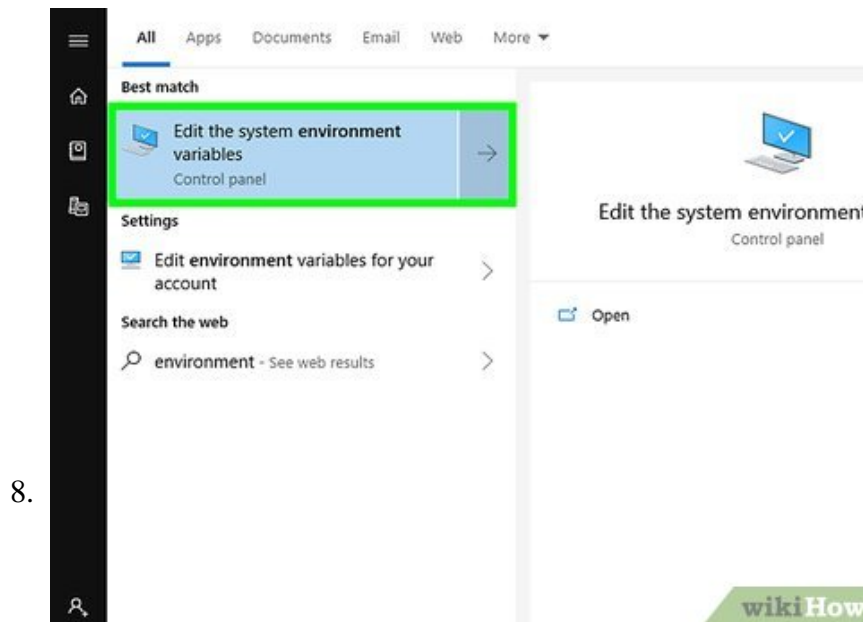 All Apps Documents Email Web More
Best match
Edit the system environment
variables
Control panel
Settings
Edit environment variables for your
account
Search the web
environment - See web results
Edit the system environment
Control panel
Open
8.
wikiHow